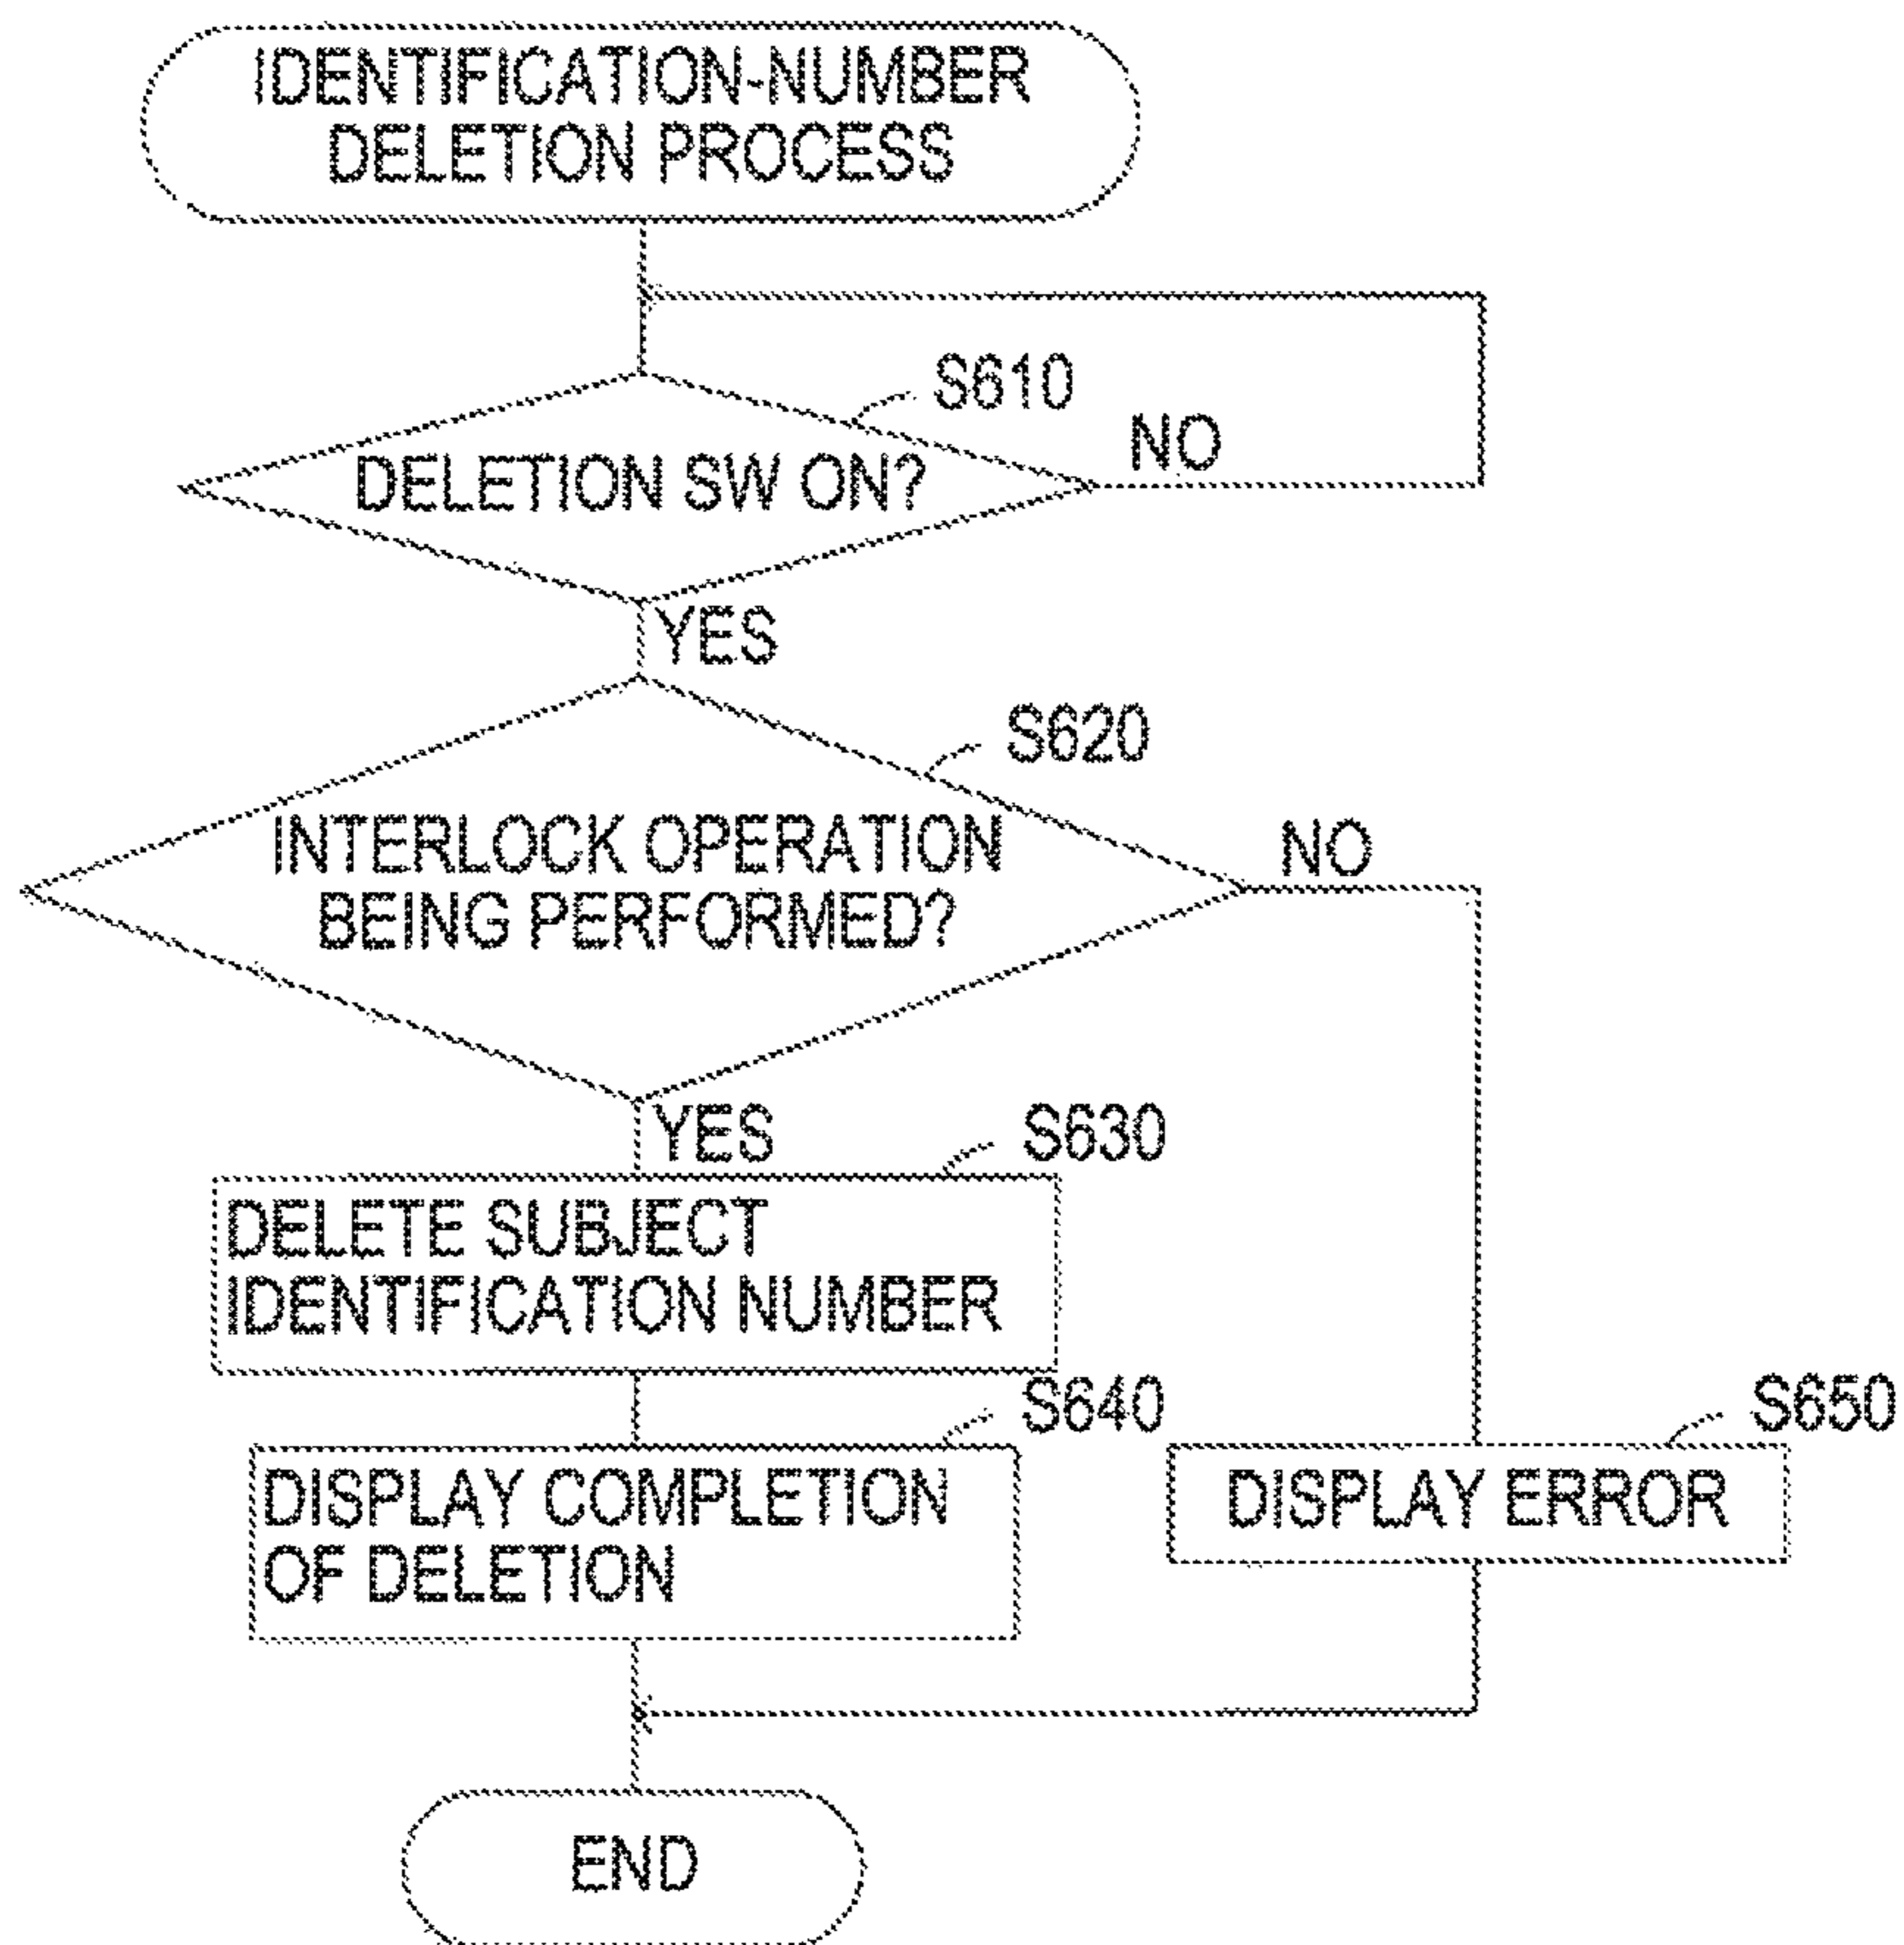 IDENTIFICATION-NUMBER
DELETION PROCESS
S610
DELETION SW ON?
NO
YES
S620
INTERLOCK OPERATION
BEING PERFORMED?
NO
YES
S630
DELETE SUBJECT
IDENTIFICATION NUMBER
S640
DISPLAY COMPLETION
OF DELETION
S650
DISPLAY ERROR
END